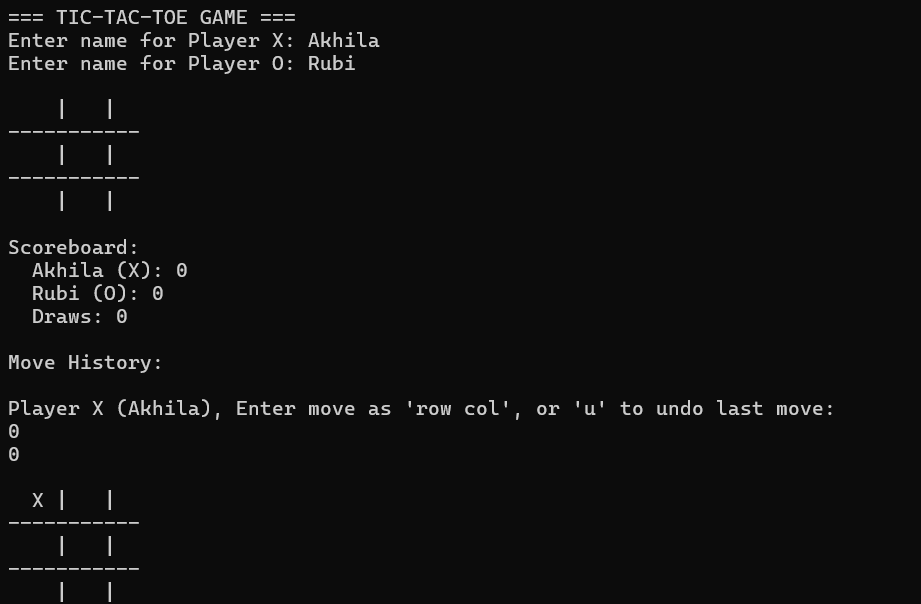 === TIC-TAC-TOE GAME ===
Enter name for Player X: Akhila
Enter name for Player O: Rubi

    |   |
-----------
    |   |
-----------
    |   |

Scoreboard:
  Akhila (X): 0
  Rubi (O): 0
  Draws: 0

Move History:

Player X (Akhila), Enter move as 'row col', or 'u' to undo last move:
0
0

  X |   |
-----------
    |   |
-----------
    |   |